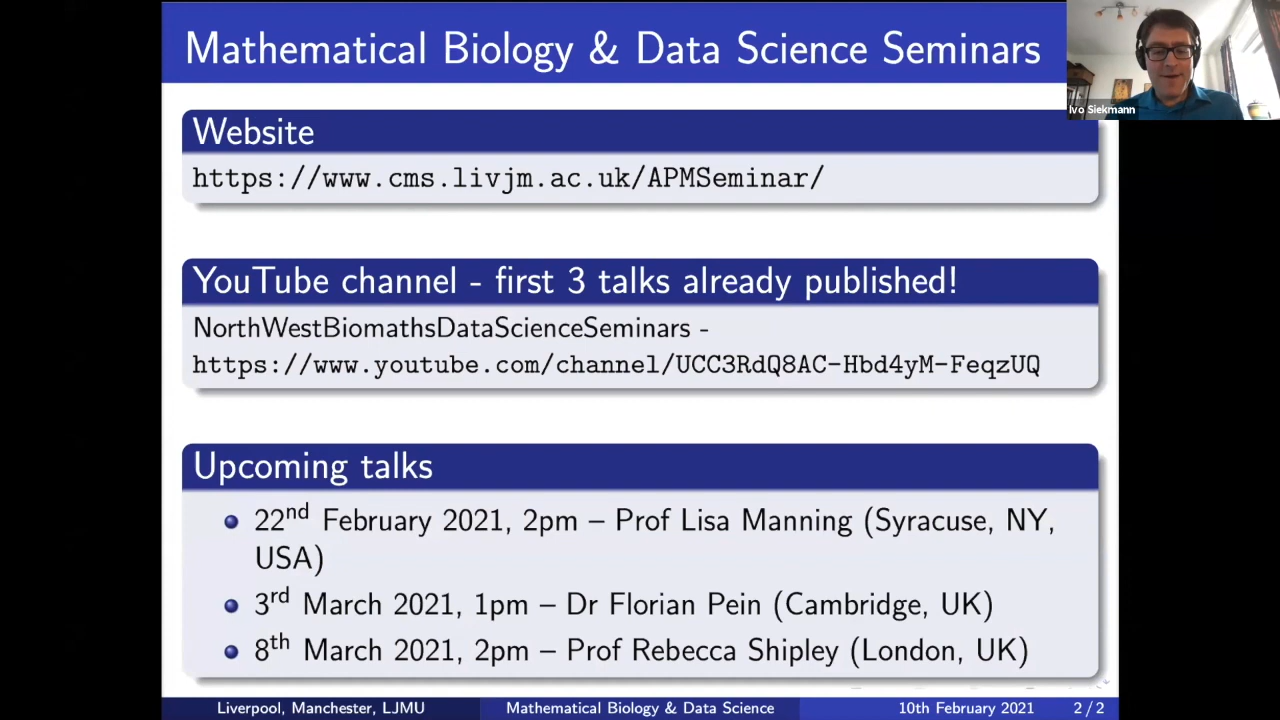 Mathematical Biology & Data Science Seminars
Ivo Siekmann
Website
https://www.cms.livjm.ac.uk/APMSeminar/
YouTube channel - first 3 talks already published!
NorthWestBiomathsDataScienceSeminars -
https://www.youtube.com/channel/UCC3RdQ8AC-Hbd4yM-FeqzUQ
Upcoming talks
22nd February 2021, 2pm – Prof Lisa Manning (Syracuse, NY,
USA)
3rd March 2021, 1pm – Dr Florian Pein (Cambridge, UK)
8th March 2021, 2pm – Prof Rebecca Shipley (London, UK)
Liverpool, Manchester, LJMU Mathematical Biology & Data Science 10th February 2021 2 / 2